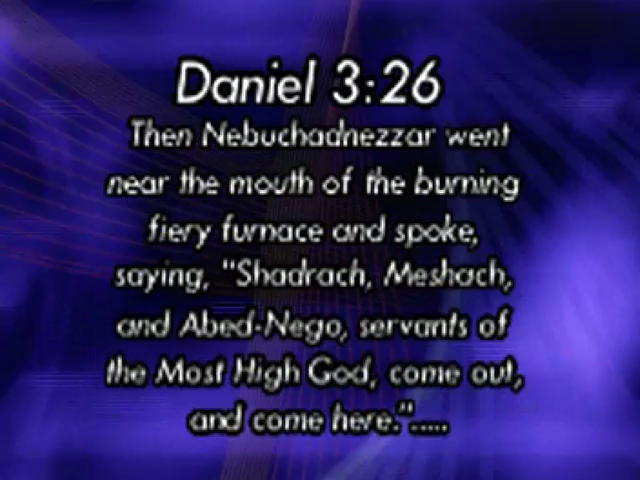 Daniel 3:26
Then Nebuchadnezzar went
near the mouth of the burning
fiery furnace and spoke,
saying, "Shadrach, Meshach,
and Abed-Nego, servants of
the Most High God, come out,
and come here.".....